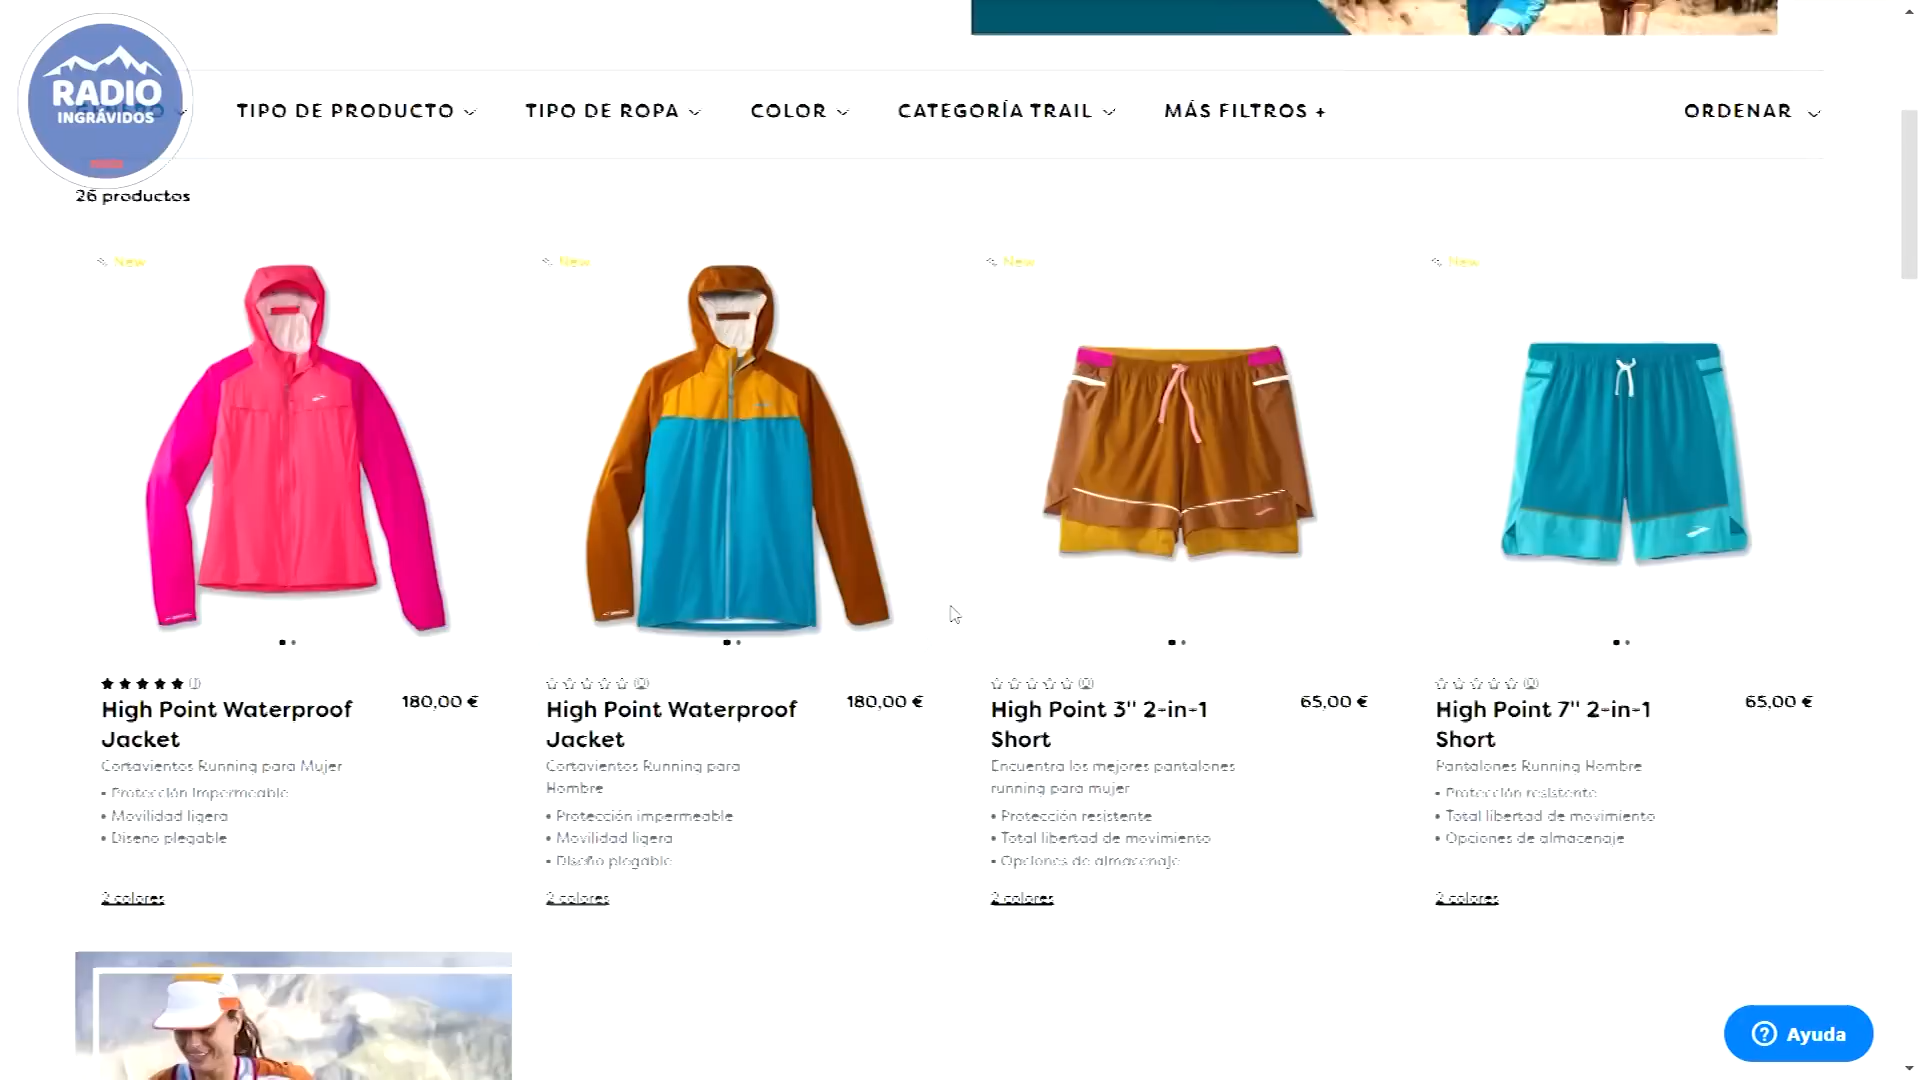 RADIO
INGRÁVIDOS
TIPO DE PRODUCTO
TIPO DE ROPA
COLOR
CATEGORÍA TRAIL
MÁS FILTROS +
ORDENAR
26 productos
New
New
New
New
(1)
High Point Waterproof
Jacket
180,00 €
Cortavientos Running para Mujer
• Protección impermeable
• Movilidad ligera
• Diseño plegable
2 colores
(0)
High Point Waterproof
Jacket
180,00 €
Cortavientos Running para
Hombre
• Protección impermeable
• Movilidad ligera
• Diseño plegable
2 colores
(0)
High Point 3" 2-in-1
Short
65,00 €
Encuentra los mejores pantalones
running para mujer
• Protección resistente
• Total libertad de movimiento
• Opciones de almacenaje
2 colores
(0)
High Point 7" 2-in-1
Short
65,00 €
Pantalones Running Hombre
• Protección resistente
• Total libertad de movimiento
• Opciones de almacenaje
2 colores
Ayuda